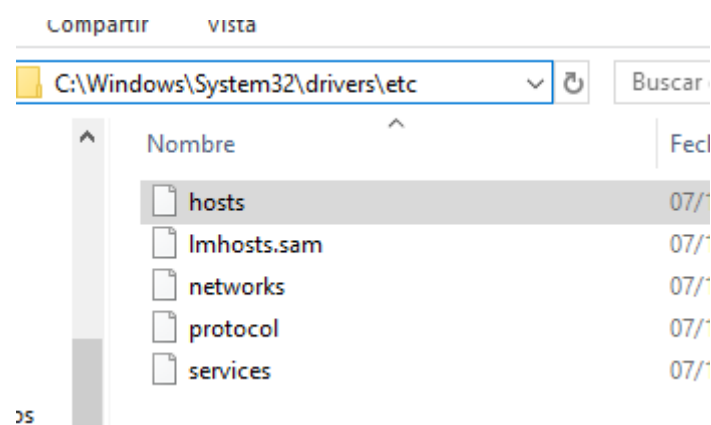 Compartir Vista
C:\Windows\System32\drivers\etc Buscar
Nombre
hosts 07/
lmhosts.sam 07/
networks 07/
protocol 07/
services 07/
os